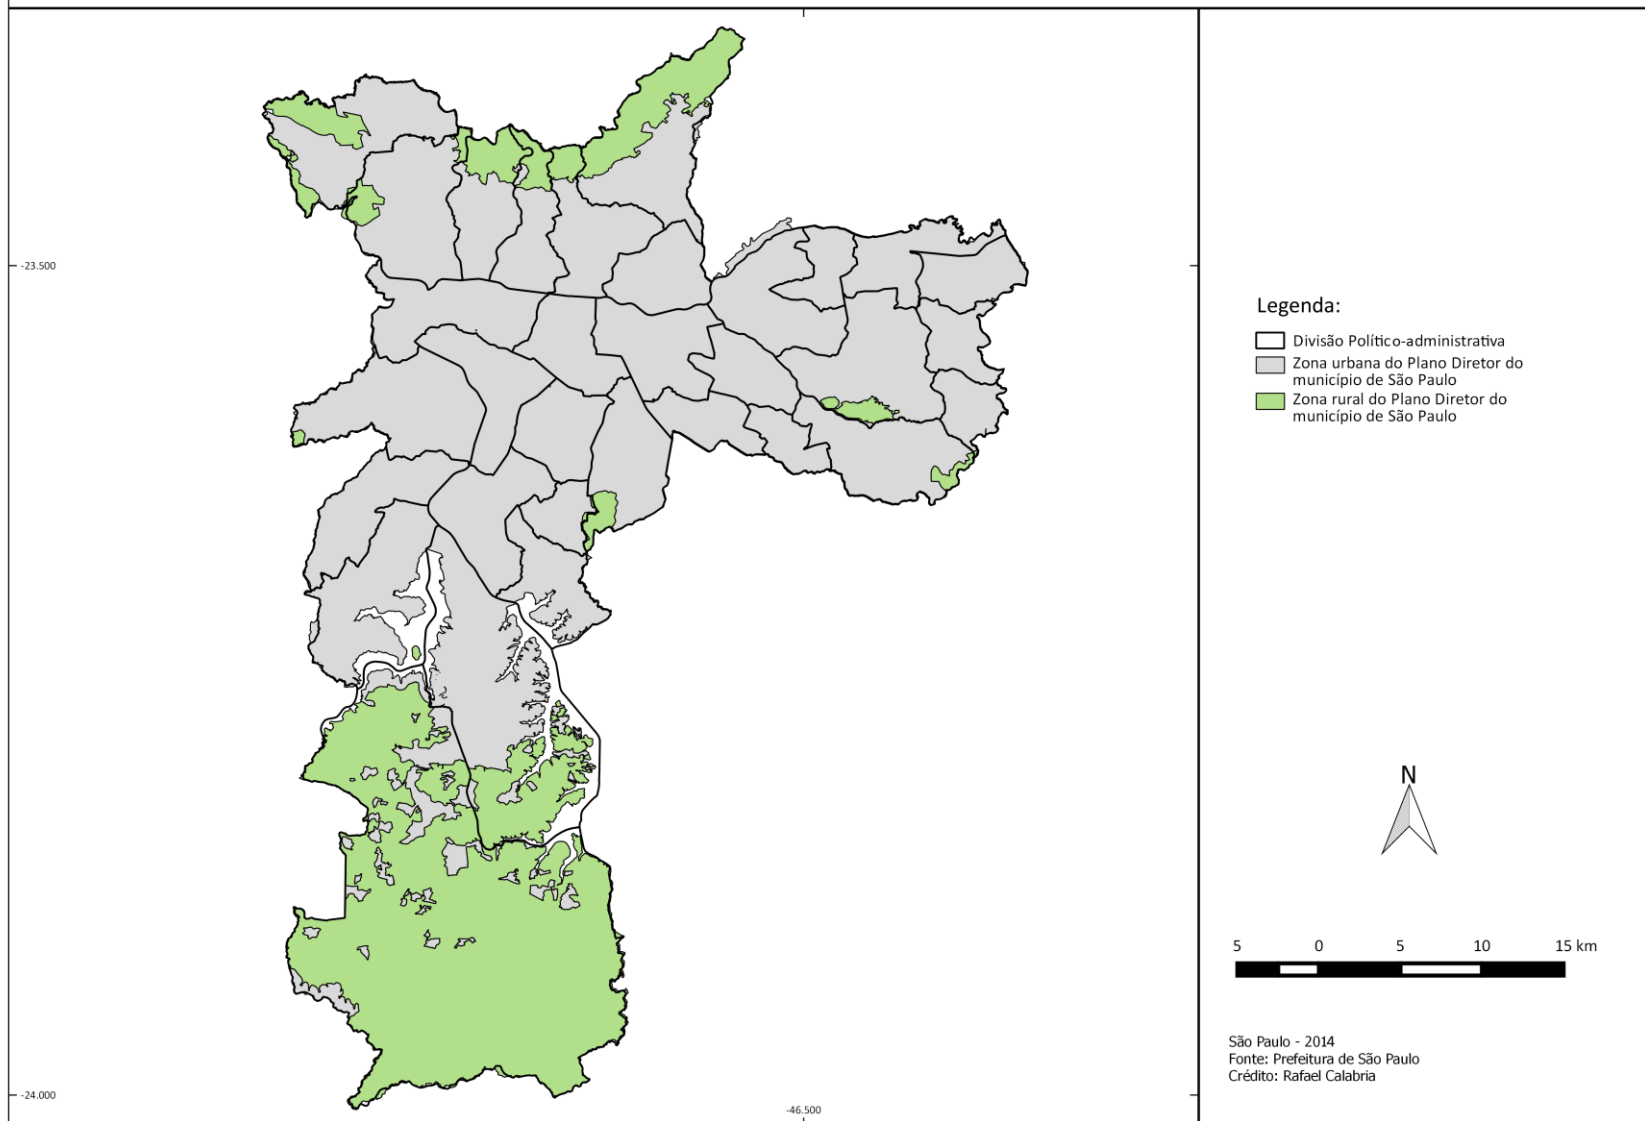 -23.500
Legenda:
Divisão Político-administrativa
Zona urbana do Plano Diretor do
município de São Paulo
Zona rural do Plano Diretor do
município de São Paulo
N
5 0 5 10 15 km
São Paulo - 2014
Fonte: Prefeitura de São Paulo
Crédito: Rafael Calabria
-24.000
-46.500